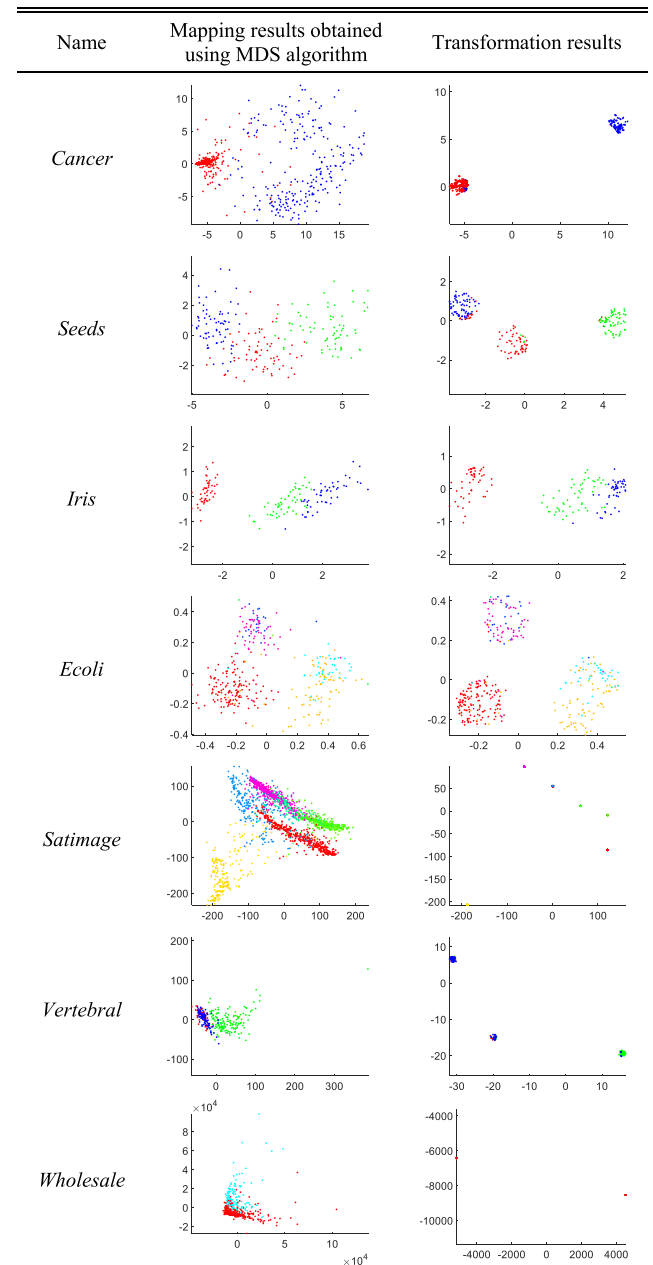 Name
Mapping results obtained
using MDS algorithm
Transformation results
Cancer
10
5
0
-5
-5 0 5 10 15
10
5
0
-5 0 5 10
Seeds
4
2
0
-2
-5 0 5
2
0
-2
-2 0 2 4
Iris
2
1
0
-1
-2
-2 0 2
1
0
-1
-2
-2 0 2
Ecoli
0.4
0.2
0
-0.2
-0.4
-0.4 -0.2 0 0.2 0.4 0.6
0.4
0.2
0
-0.2
-0.2 0 0.2 0.4
Satimage
100
0
-100
-200
-200 -100 0 100 200
50
0
-50
-100
-150
-200
-200 -100 0 100
Vertebral
200
100
0
-100
0 100 200 300
10
0
-10
-20
-30 -20 -10 0 10
Wholesale
×10⁴
8
6
4
2
0
-2
0 5 10
×10⁴
-4000
-6000
-8000
-10000
-4000 -2000 0 2000 4000